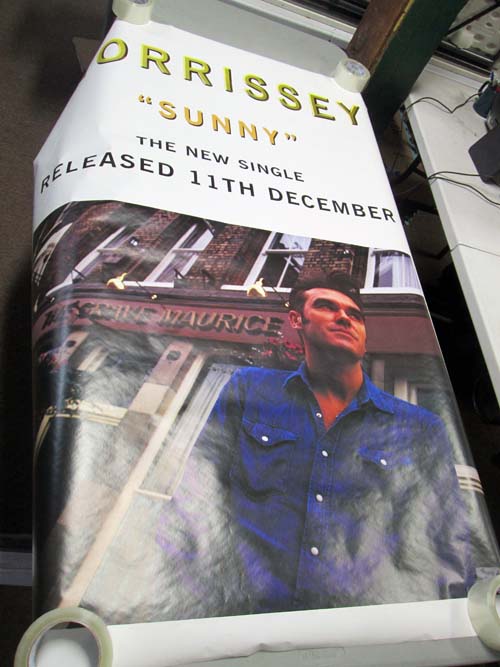 ORRISSEY
“SUNNY”
THE NEW SINGLE
RELEASED 11TH DECEMBER
MAURICE